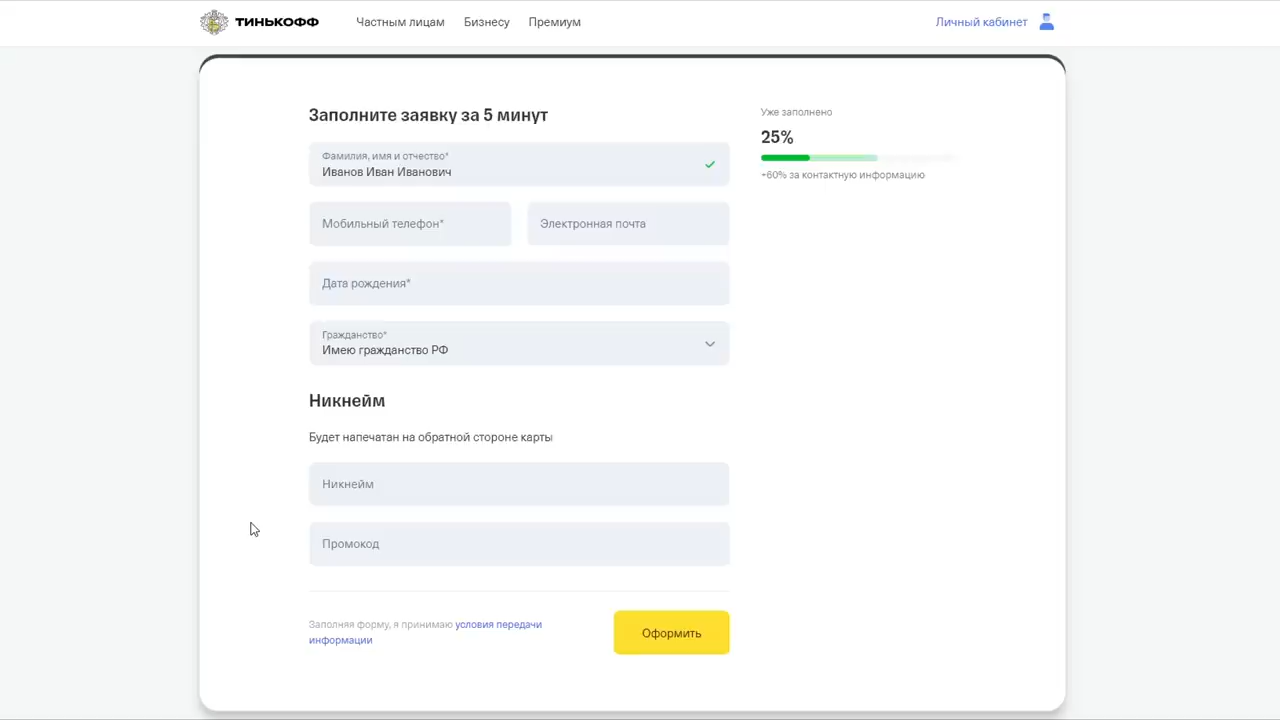 ТИНЬКОФФ
Частным лицам
Бизнесу
Премиум
Личный кабинет
Заполните заявку за 5 минут
Фамилия, имя и отчество*
Иванов Иван Иванович
Мобильный телефон*
Электронная почта
Дата рождения*
Гражданство*
Имею гражданство РФ
Никнейм
Будет напечатан на обратной стороне карты
Никнейм
Промокод
Заполняя форму, я принимаю условия передачи
информации
Оформить
Уже заполнено
25%
+60% за контактную информацию